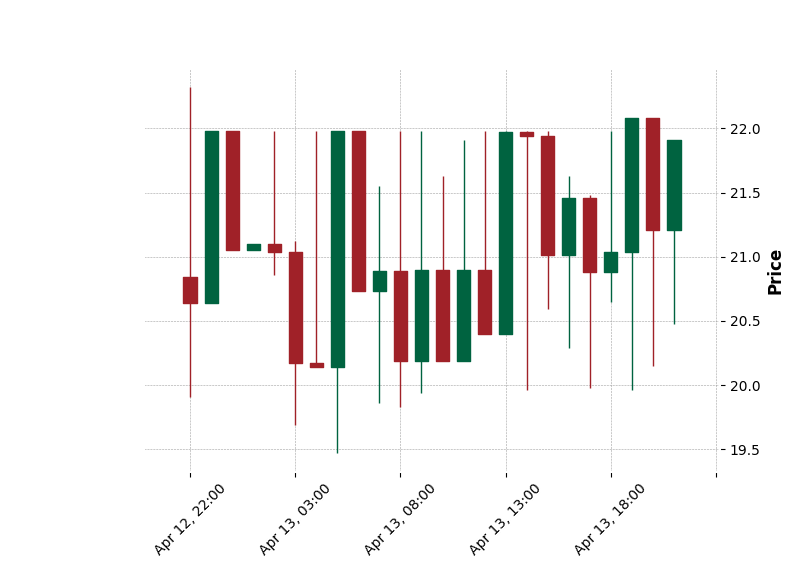 22.0
21.5
21.0
20.5
20.0
19.5
Price
Apr 12, 22:00
Apr 13, 03:00
Apr 13, 08:00
Apr 13, 13:00
Apr 13, 18:00